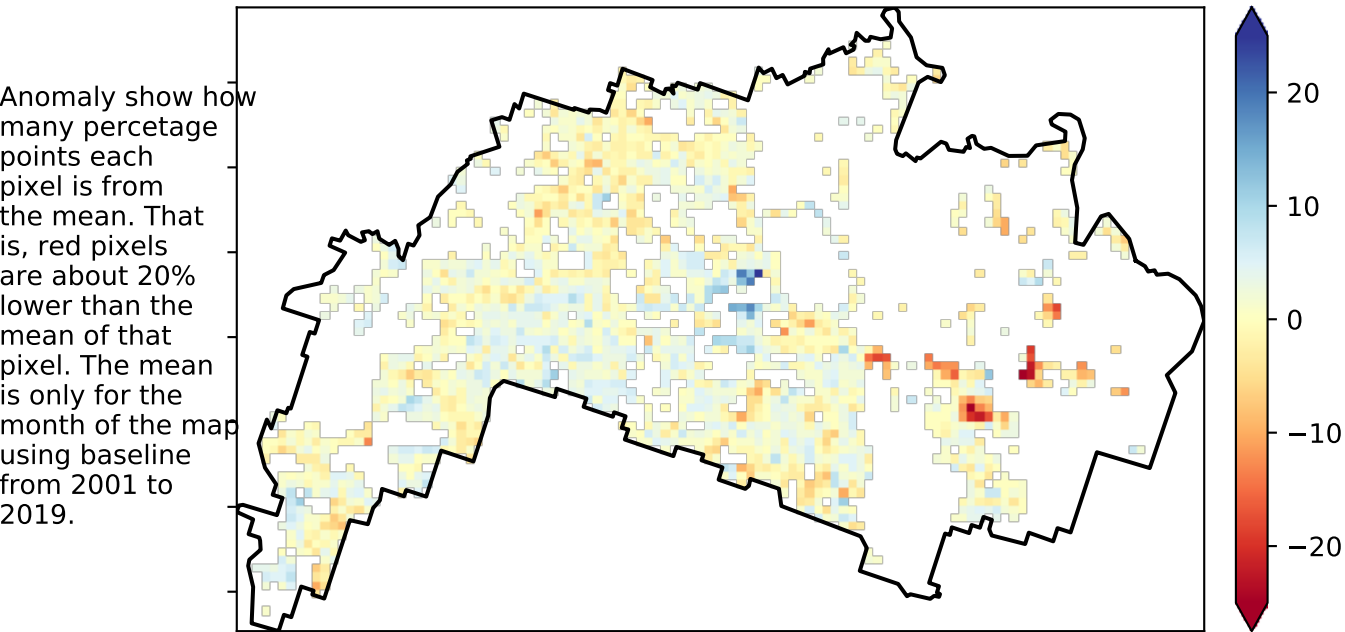 Anomaly show how
many percetage
points each
pixel is from
the mean. That
is, red pixels
are about 20%
lower than the
mean of that
pixel. The mean
is only for the
month of the map
using baseline
from 2001 to
2019.
20
10
0
−10
−20